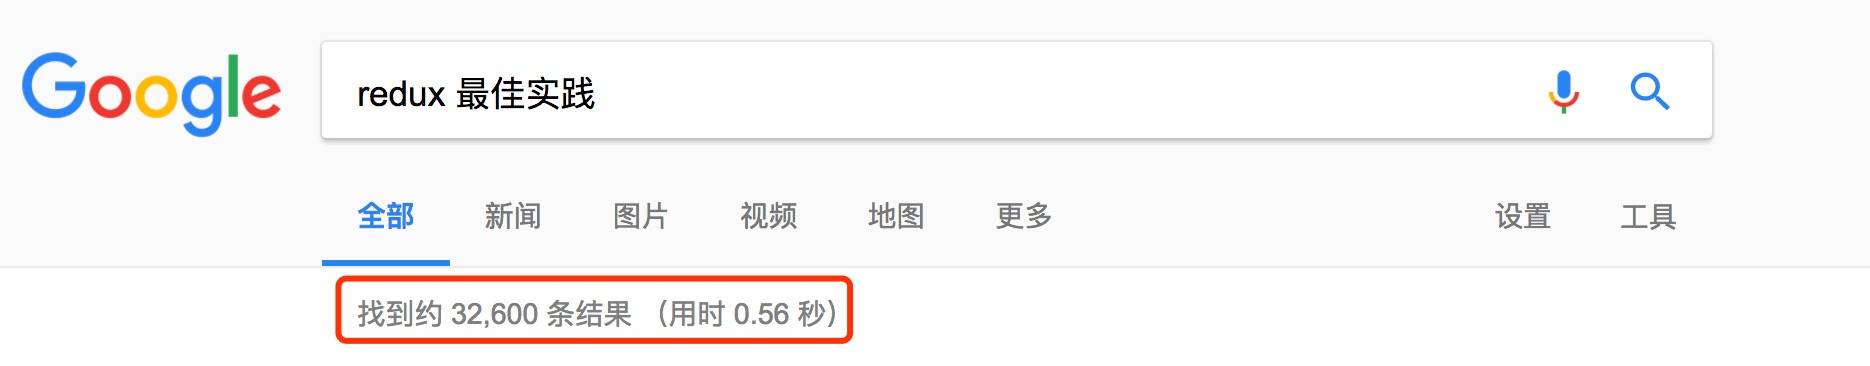 Google
redux 最佳实践
全部 新闻 图片 视频 地图 更多 设置 工具
找到约 32,600 条结果 （用时 0.56 秒）